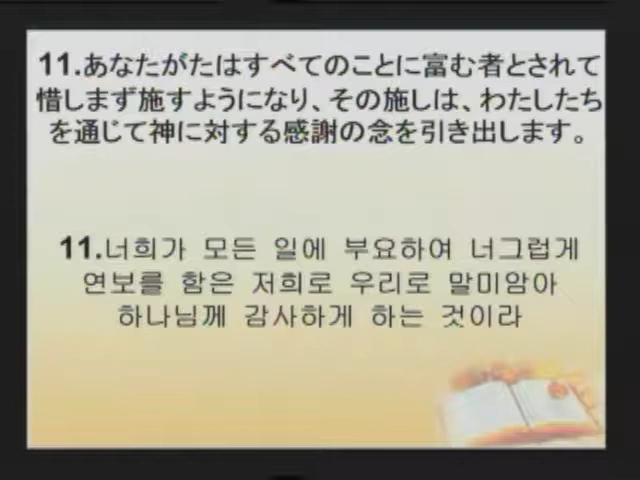 11.あなたがたはすべてのことに富む者とされて
惜しまず施すようになり、その施しは、わたしたち
を通じて神に対する感謝の念を引き出します。
11.너희가 모든 일에 부요하여 너그럽게
연보를 함은 저희로 우리로 말미암아
하나님께 감사하게 하는 것이라